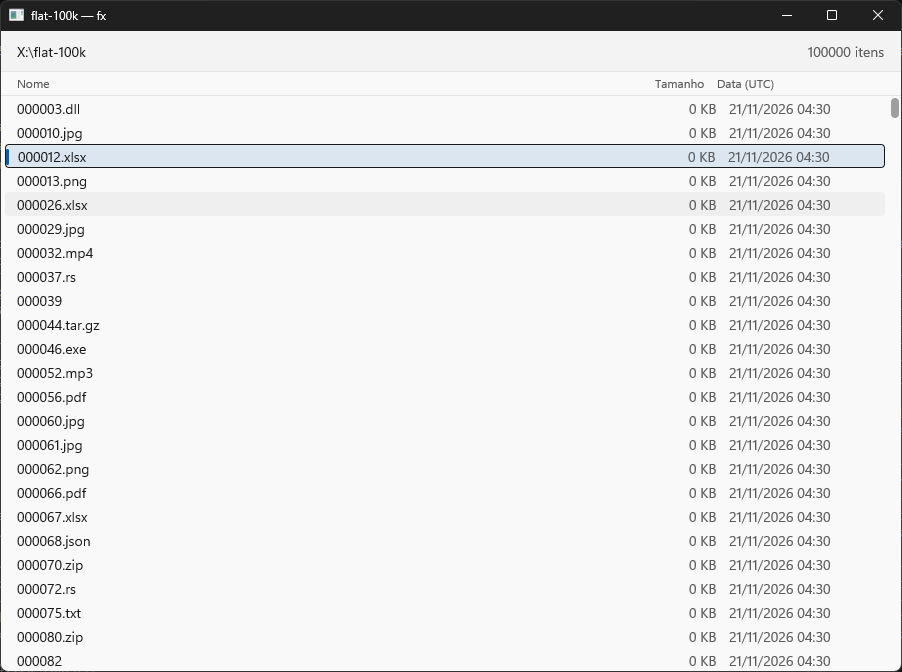 flat-100k — fx
X:\flat-100k 100000 itens
Nome Tamanho Data (UTC)
000003.dll 0 KB 21/11/2026 04:30
000010.jpg 0 KB 21/11/2026 04:30
000012.xlsx 0 KB 21/11/2026 04:30
000013.png 0 KB 21/11/2026 04:30
000026.xlsx 0 KB 21/11/2026 04:30
000029.jpg 0 KB 21/11/2026 04:30
000032.mp4 0 KB 21/11/2026 04:30
000037.rs 0 KB 21/11/2026 04:30
000039 0 KB 21/11/2026 04:30
000044.tar.gz 0 KB 21/11/2026 04:30
000046.exe 0 KB 21/11/2026 04:30
000052.mp3 0 KB 21/11/2026 04:30
000056.pdf 0 KB 21/11/2026 04:30
000060.jpg 0 KB 21/11/2026 04:30
000061.jpg 0 KB 21/11/2026 04:30
000062.png 0 KB 21/11/2026 04:30
000066.pdf 0 KB 21/11/2026 04:30
000067.xlsx 0 KB 21/11/2026 04:30
000068.json 0 KB 21/11/2026 04:30
000070.zip 0 KB 21/11/2026 04:30
000072.rs 0 KB 21/11/2026 04:30
000075.txt 0 KB 21/11/2026 04:30
000080.zip 0 KB 21/11/2026 04:30
000082 0 KB 21/11/2026 04:30